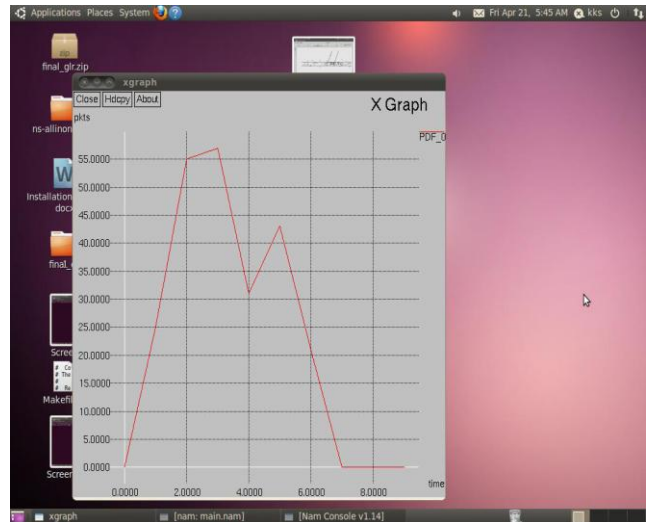 Applications Places System
Fri Apr 21, 5:45 AM
kks
final_glr.zip
ns-allinon
Installation
docx
final_
Scree
Makefil
Screer
xgraph
Close Hdcpy About
X Graph
pkts
PDF_0
55.0000
50.0000
45.0000
40.0000
35.0000
30.0000
25.0000
20.0000
15.0000
10.0000
5.0000
0.0000
0.0000 2.0000 4.0000 6.0000 8.0000
time
xgraph
[nam: main.nam]
[Nam Console v1.14]